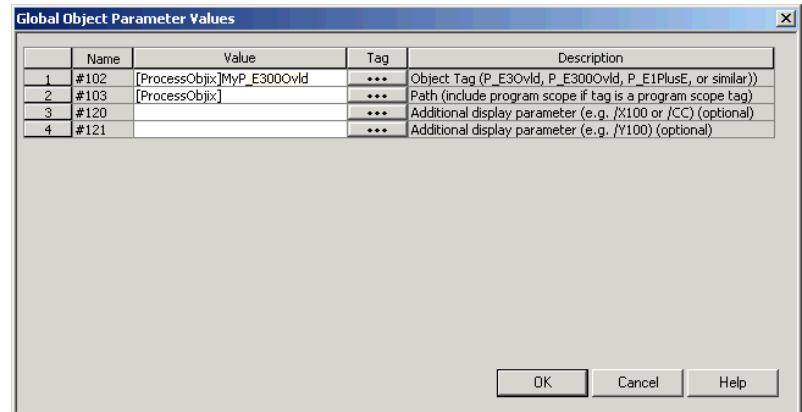 Global Object Parameter Values
Name Value Tag Description
1 #102 [ProcessObjix]MyP_E300Ovld ••• Object Tag (P_E3Ovld, P_E300Ovld, P_E1PlusE, or similar))
2 #103 [ProcessObjix] ••• Path (include program scope if tag is a program scope tag)
3 #120 ••• Additional display parameter (e.g. /X100 or /CC) (optional)
4 #121 ••• Additional display parameter (e.g. /Y100) (optional)
OK Cancel Help